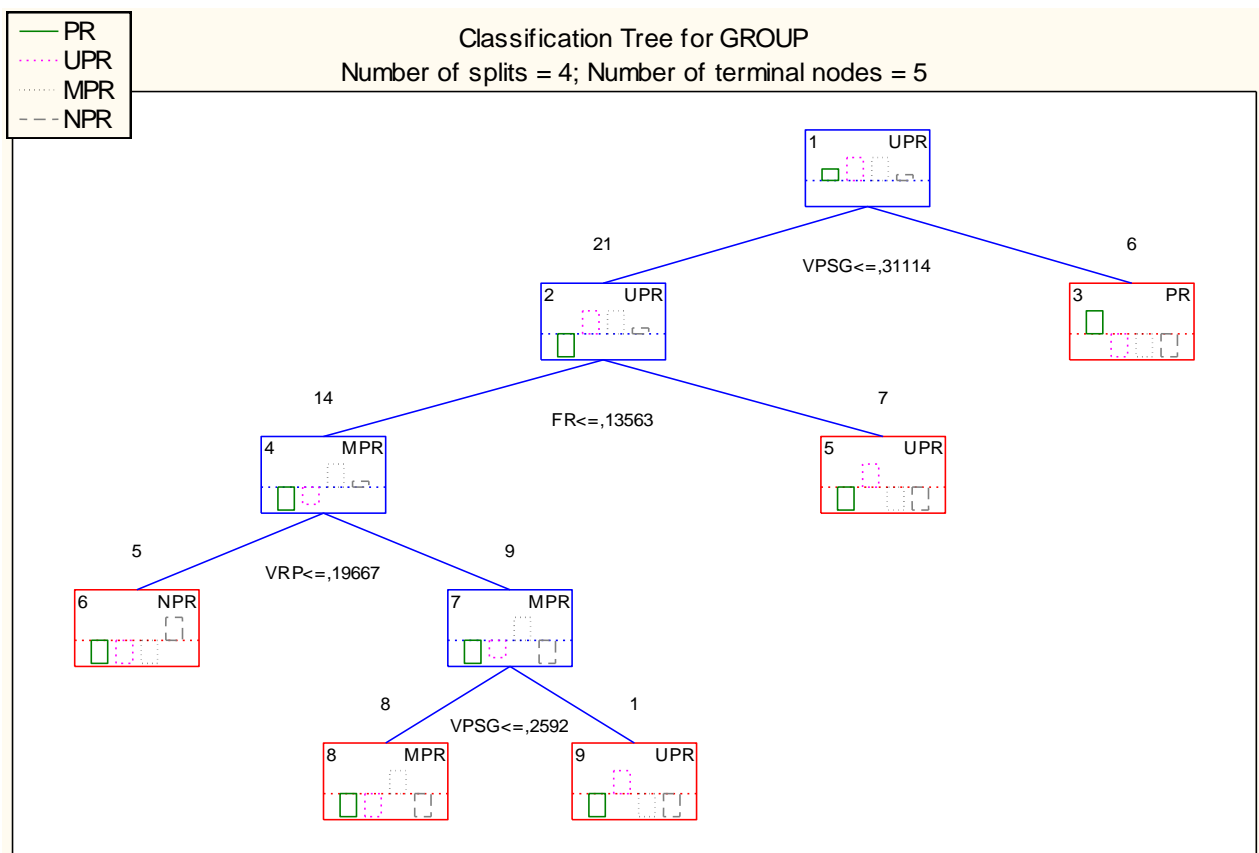 PR
UPR
MPR
NPR
Classification Tree for GROUP
Number of splits = 4; Number of terminal nodes = 5
1 UPR
21
6
VPSG<=,31114
2 UPR
3 PR
14
7
FR<=,13563
4 MPR
5 UPR
5
9
VRP<=,19667
6 NPR
7 MPR
8
1
VPSG<=,2592
8 MPR
9 UPR